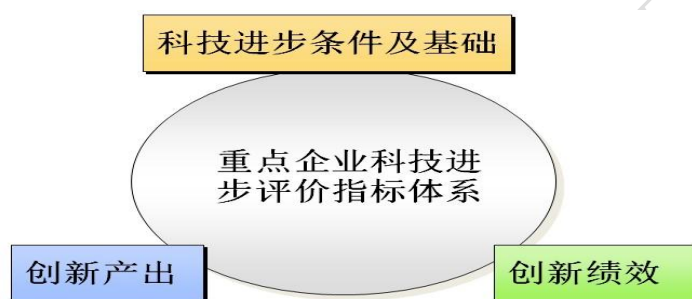 科技进步条件及基础
重点企业科技进
步评价指标体系
创新产出
创新绩效